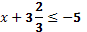 x + 3 2/3 ≤ −5